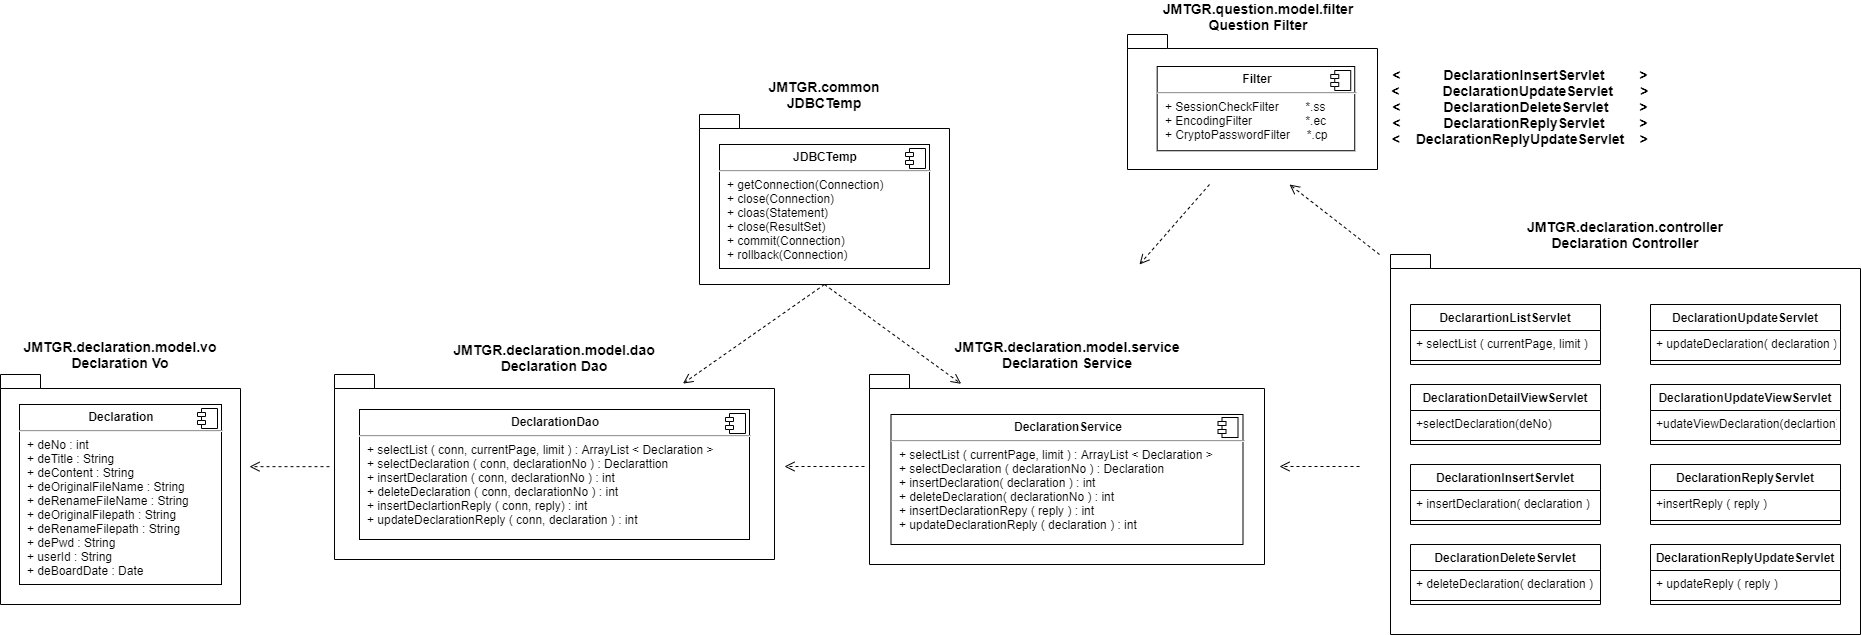 JMTGR.question.model.filter
Question Filter
Filter
+ SessionCheckFilter *.ss
+ EncodingFilter *.ec
+ CryptoPasswordFilter *.cp
< DeclarationInsertServlet >
< DeclarationUpdateServlet >
< DeclarationDeleteServlet >
< DeclarationReplyServlet >
< DeclarationReplyUpdateServlet >
JMTGR.common
JDBCTemp
JDBCTemp
+ getConnection(Connection)
+ close(Connection)
+ cloas(Statement)
+ close(ResultSet)
+ commit(Connection)
+ rollback(Connection)
JMTGR.declaration.model.vo
Declaration Vo
Declaration
+ deNo : int
+ deTitle : String
+ deContent : String
+ deOriginalFileName : String
+ deRenameFileName : String
+ deOriginalFilepath : String
+ deRenameFilepath : String
+ dePwd : String
+ userId : String
+ deBoardDate : Date
JMTGR.declaration.model.dao
Declaration Dao
DeclarationDao
+ selectList ( conn, currentPage, limit ) : ArrayList < Declaration >
+ selectDeclaration ( conn, declarationNo ) : Declarattion
+ insertDeclaration ( conn, declarationNo ) : int
+ deleteDeclaration ( conn, declarationNo ) : int
+ insertDeclartionReply ( conn, reply) : int
+ updateDeclarationReply ( conn, declaration ) : int
JMTGR.declaration.model.service
Declaration Service
DeclarationService
+ selectList ( currentPage, limit ) : ArrayList < Declaration >
+ selectDeclaration ( declarationNo ) : Declaration
+ insertDeclaration( declaration ) : int
+ deleteDeclaration( declarationNo ) : int
+ insertDeclarationRepy ( reply ) : int
+ updateDeclarationReply ( declaration ) : int
JMTGR.declaration.controller
Declaration Controller
DeclarartionListServlet
+ selectList ( currentPage, limit )
DeclarationUpdateServlet
+ updateDeclaration( declaration )
DeclarationDetailViewServlet
+selectDeclaration(deNo)
DeclarationUpdateViewServlet
+udateViewDeclaration(declartion
DeclarationInsertServlet
+ insertDeclaration( declaration )
DeclarationReplyServlet
+insertReply ( reply )
DeclarationDeleteServlet
+ deleteDeclaration( declaration )
DeclarationReplyUpdateServlet
+ updateReply ( reply )